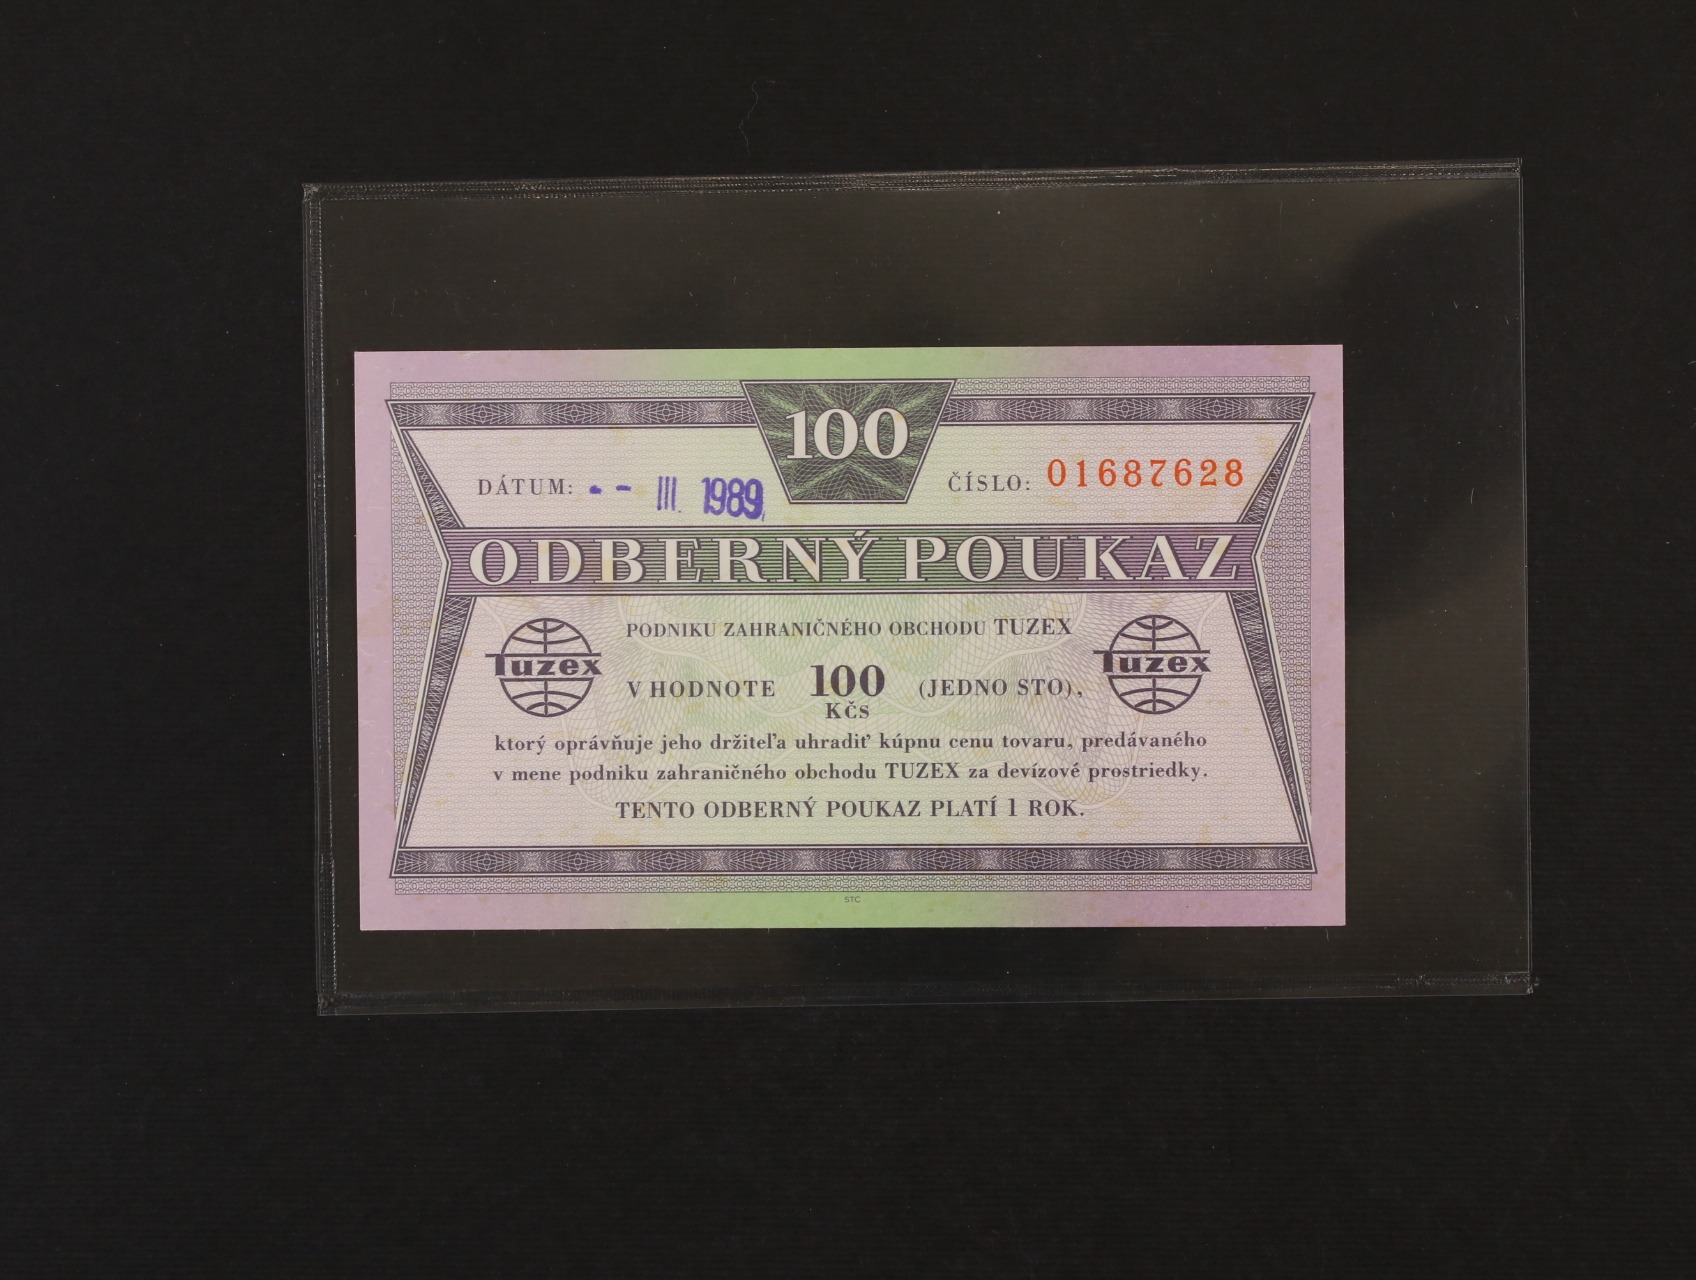 100
DÁTUM: - - III. 1989
ČÍSLO: 01687628
ODBERNÝ POUKAZ
PODNIKU ZAHRANIČNÉHO OBCHODU TUZEX
Tuzex
Tuzex
V HODNOTE 100 (JEDNO STO),
KČS
ktorý oprávňuje jeho držiteľa uhradiť kúpnu cenu tovaru, predávaného
v mene podniku zahraničného obchodu TUZEX za devízové prostriedky.
TENTO ODBERNÝ POUKAZ PLATÍ 1 ROK.
STC